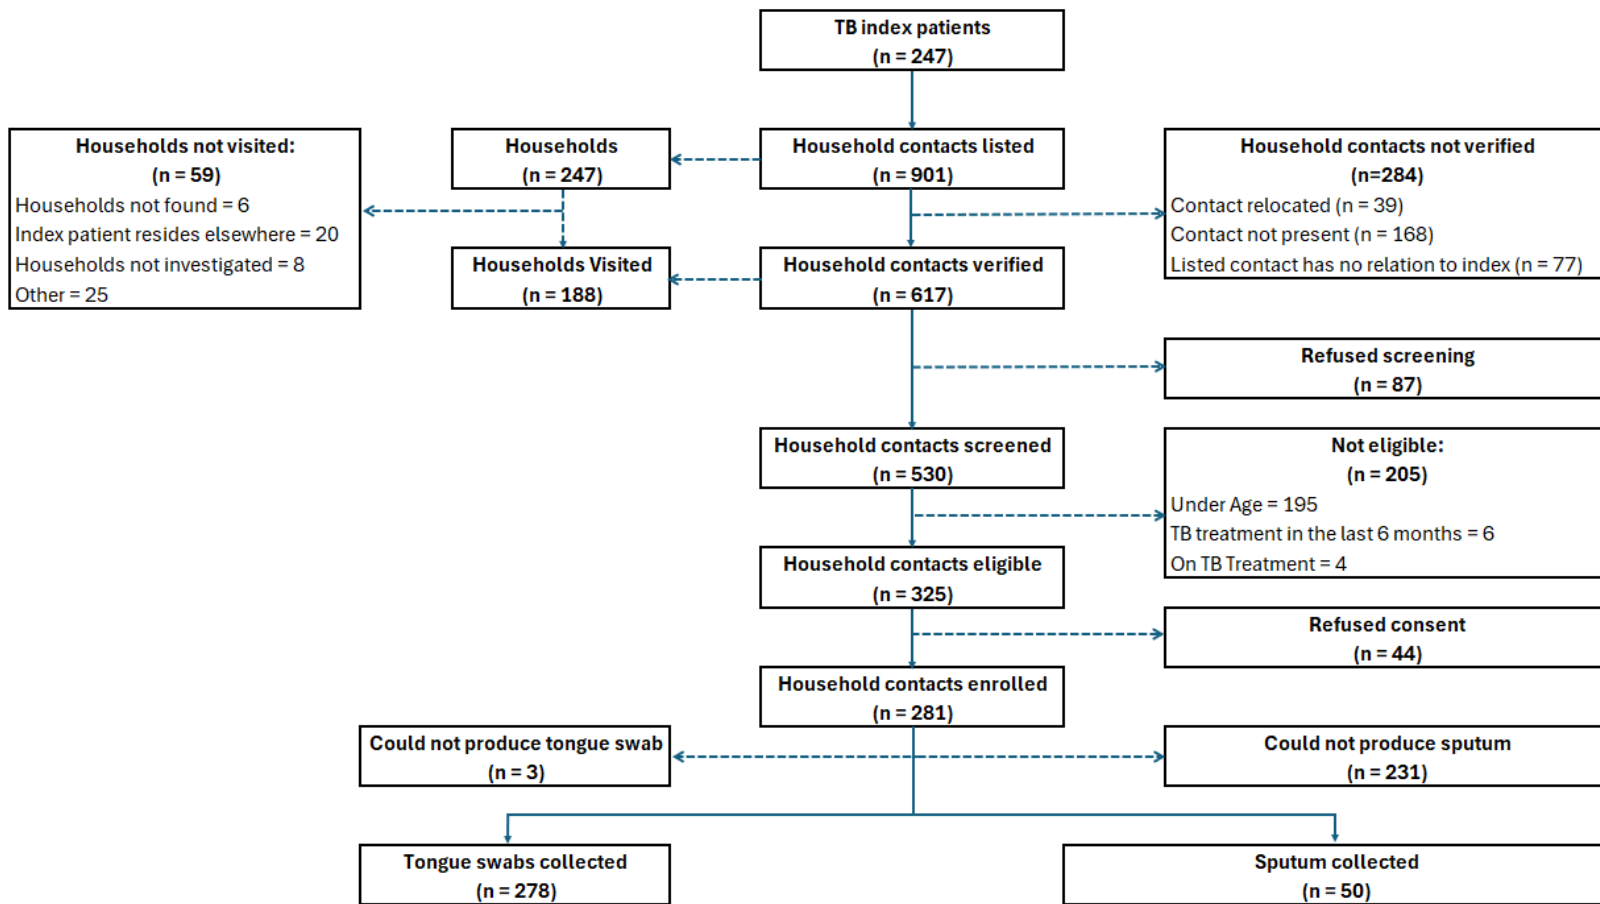 TB index patients
(n = 247)
Households not visited:
(n = 59)
Households not found = 6
Index patient resides elsewhere = 20
Households not investigated = 8
Other = 25
Households
(n = 247)
Household contacts listed
(n = 901)
Household contacts not verified
(n=284)
Contact relocated (n = 39)
Contact not present (n = 168)
Listed contact has no relation to index (n = 77)
Households Visited
(n = 188)
Household contacts verified
(n = 617)
Refused screening
(n = 87)
Household contacts screened
(n = 530)
Not eligible:
(n = 205)
Under Age = 195
TB treatment in the last 6 months = 6
On TB Treatment = 4
Household contacts eligible
(n = 325)
Refused consent
(n = 44)
Household contacts enrolled
(n = 281)
Could not produce tongue swab
(n = 3)
Could not produce sputum
(n = 231)
Tongue swabs collected
(n = 278)
Sputum collected
(n = 50)